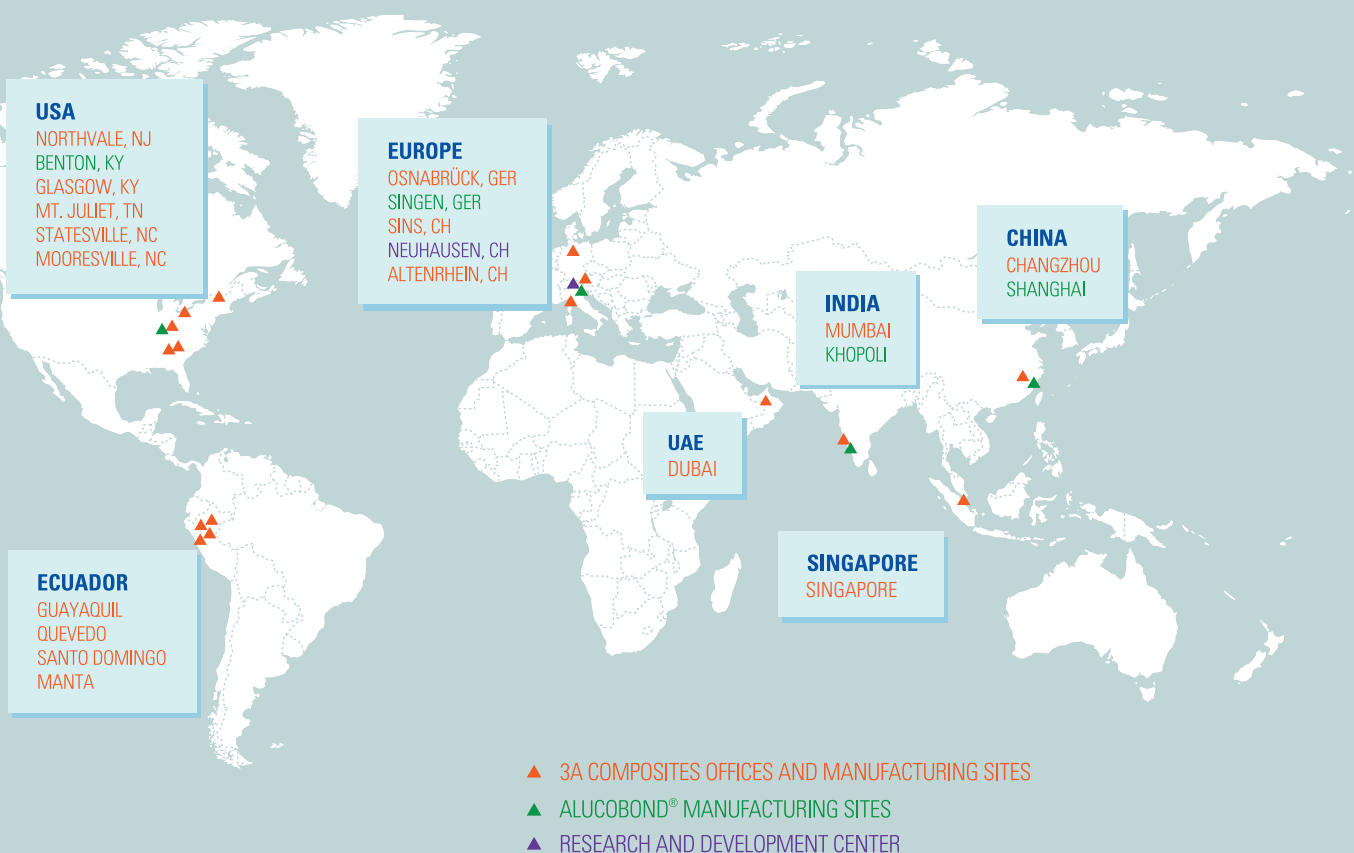 USA
NORTHVALE, NJ
BENTON, KY
GLASGOW, KY
MT. JULIET, TN
STATESVILLE, NC
MOORESVILLE, NC
EUROPE
OSNABRÜCK, GER
SINGEN, GER
SINS, CH
NEUHAUSEN, CH
ALTENRHEIN, CH
CHINA
CHANGZHOU
SHANGHAI
INDIA
MUMBAI
KHOPOLI
UAE
DUBAI
SINGAPORE
SINGAPORE
ECUADOR
GUAYAQUIL
QUEVEDO
SANTO DOMINGO
MANTA
3A COMPOSITES OFFICES AND MANUFACTURING SITES
ALUCOBOND® MANUFACTURING SITES
RESEARCH AND DEVELOPMENT CENTER